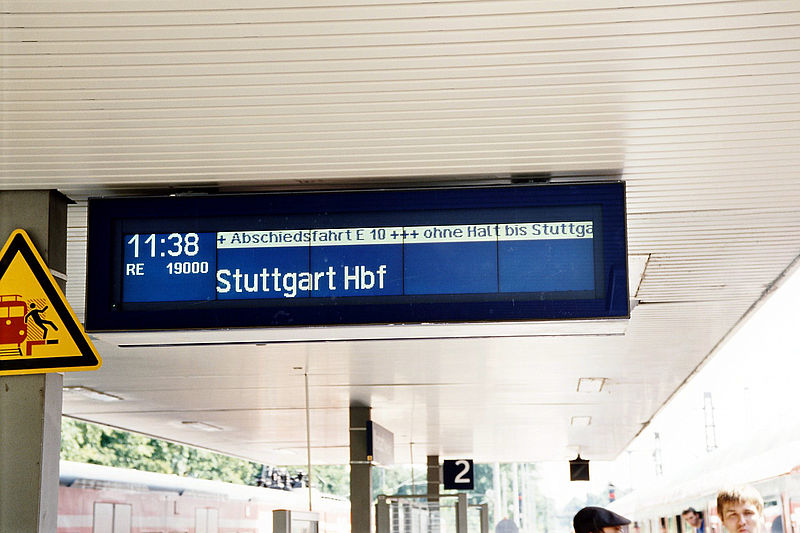 11:38
+ Abschiedsfahrt E 10 +++ ohne Halt bis Stuttga
RE 19000
Stuttgart Hbf
2